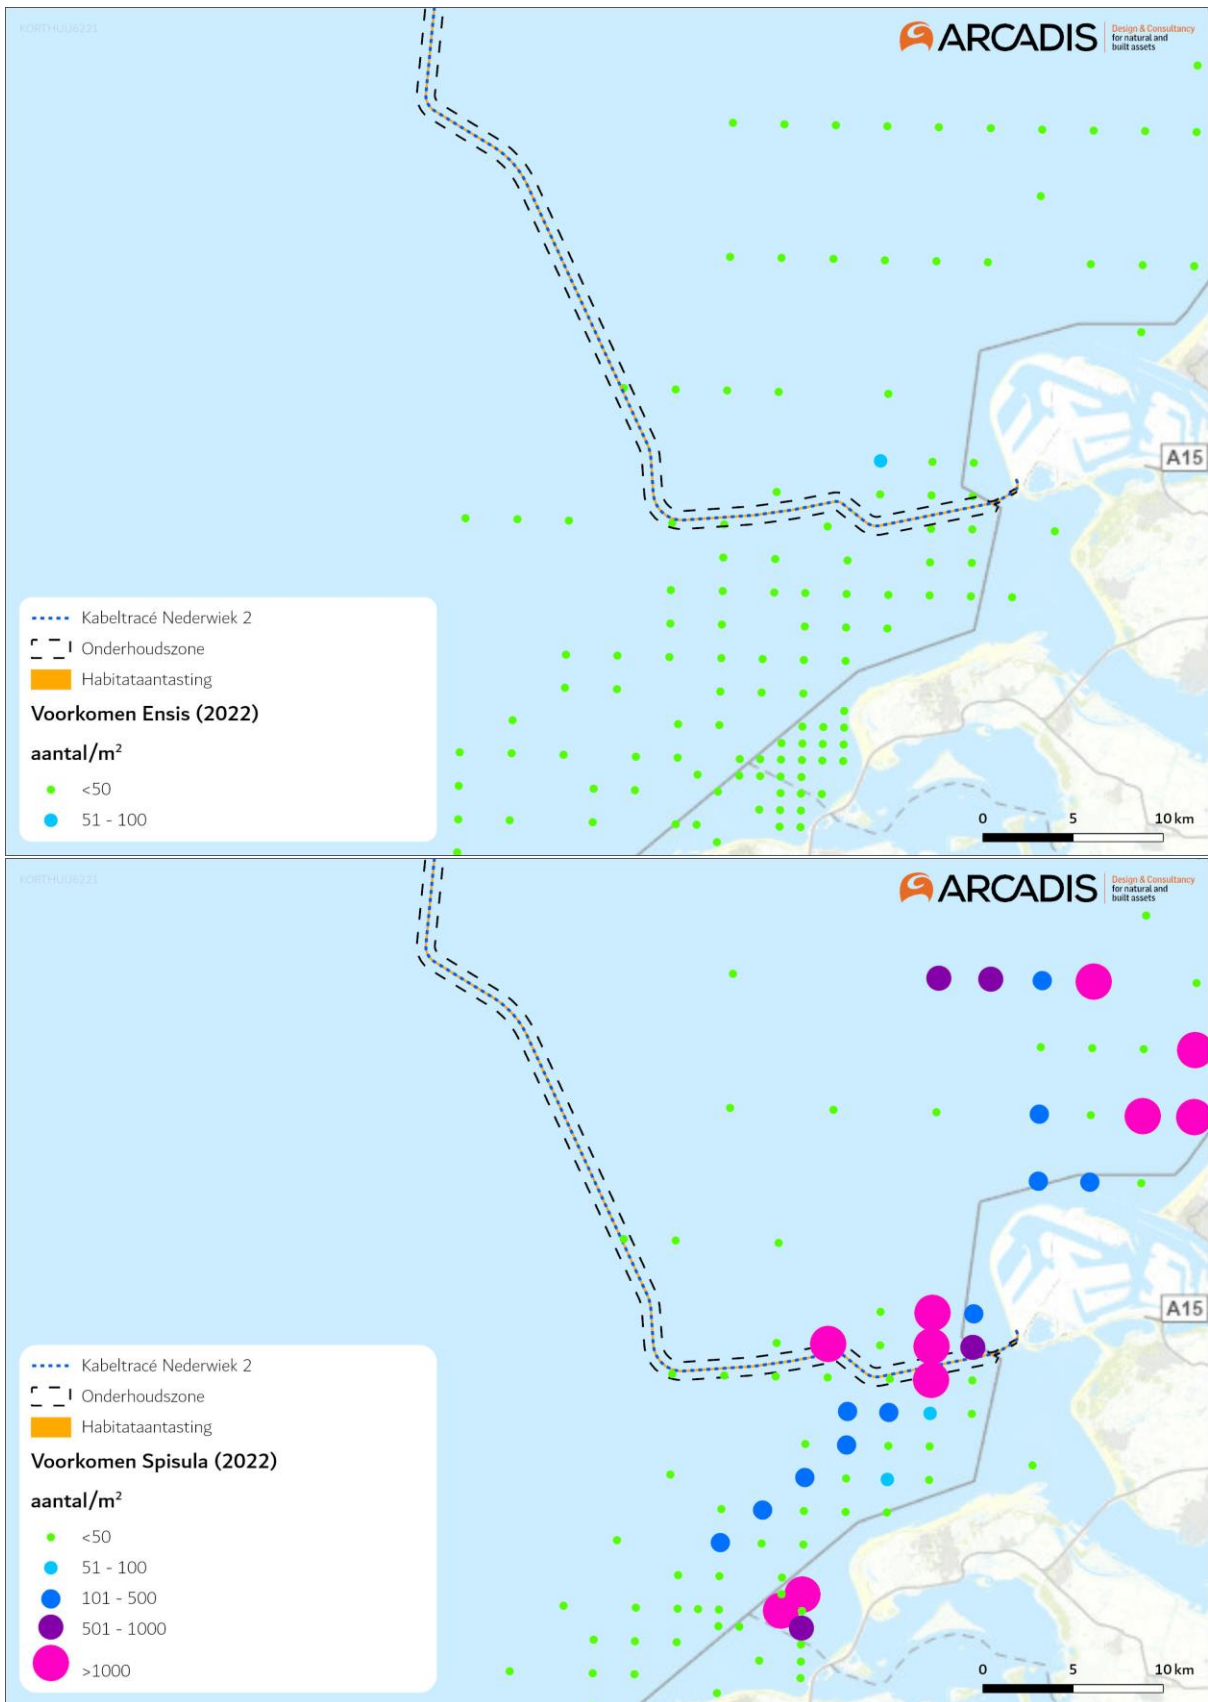 KORTHUU6221
ARCADIS
Design & Consultancy
for natural and
built assets
A15
Kabeltracé Nederwiek 2
Onderhoudszone
Habitataantasting
Voorkomen Ensis (2022)
aantal/m²
<50
51 - 100
0 5 10 km
KORTHUU6221
ARCADIS
Design & Consultancy
for natural and
built assets
A15
Kabeltracé Nederwiek 2
Onderhoudszone
Habitataantasting
Voorkomen Spisula (2022)
aantal/m²
<50
51 - 100
101 - 500
501 - 1000
>1000
0 5 10 km